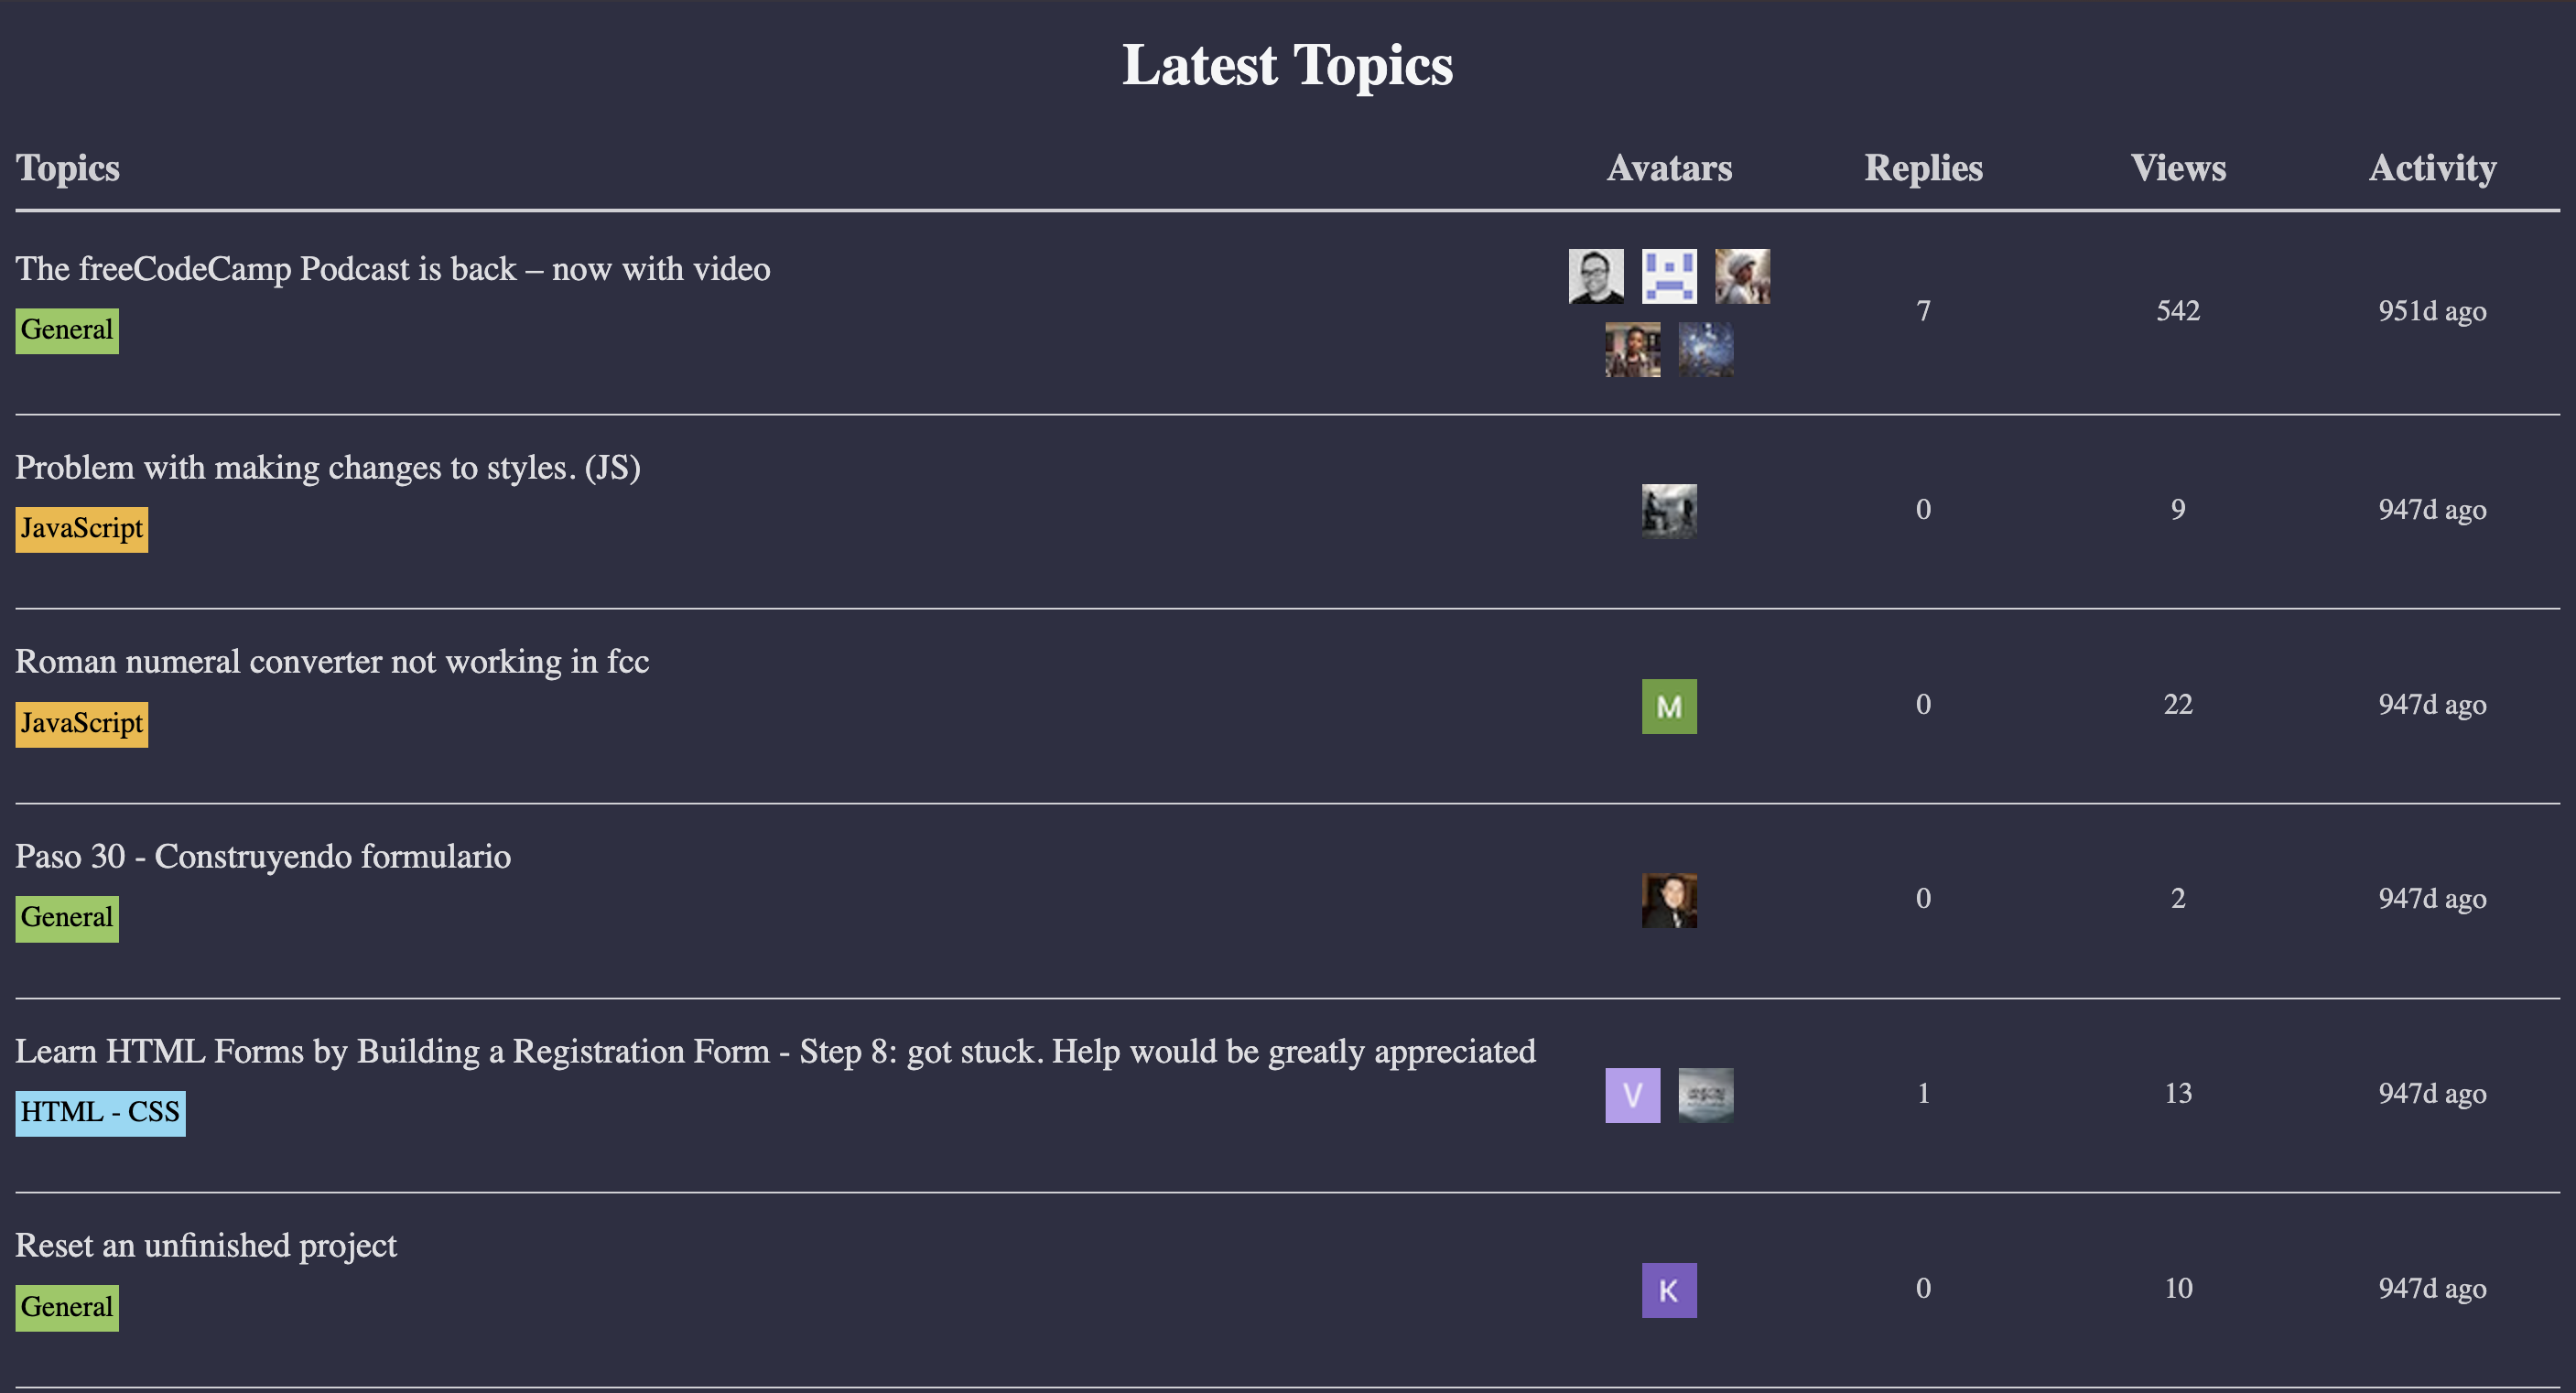 Latest Topics
Topics Avatars Replies Views Activity
The freeCodeCamp Podcast is back – now with video
General
7 542 951d ago
Problem with making changes to styles. (JS)
JavaScript
0 9 947d ago
Roman numeral converter not working in fcc
JavaScript
M 0 22 947d ago
Paso 30 - Construyendo formulario
General
0 2 947d ago
Learn HTML Forms by Building a Registration Form - Step 8: got stuck. Help would be greatly appreciated
HTML - CSS
V 1 13 947d ago
Reset an unfinished project
General
K 0 10 947d ago